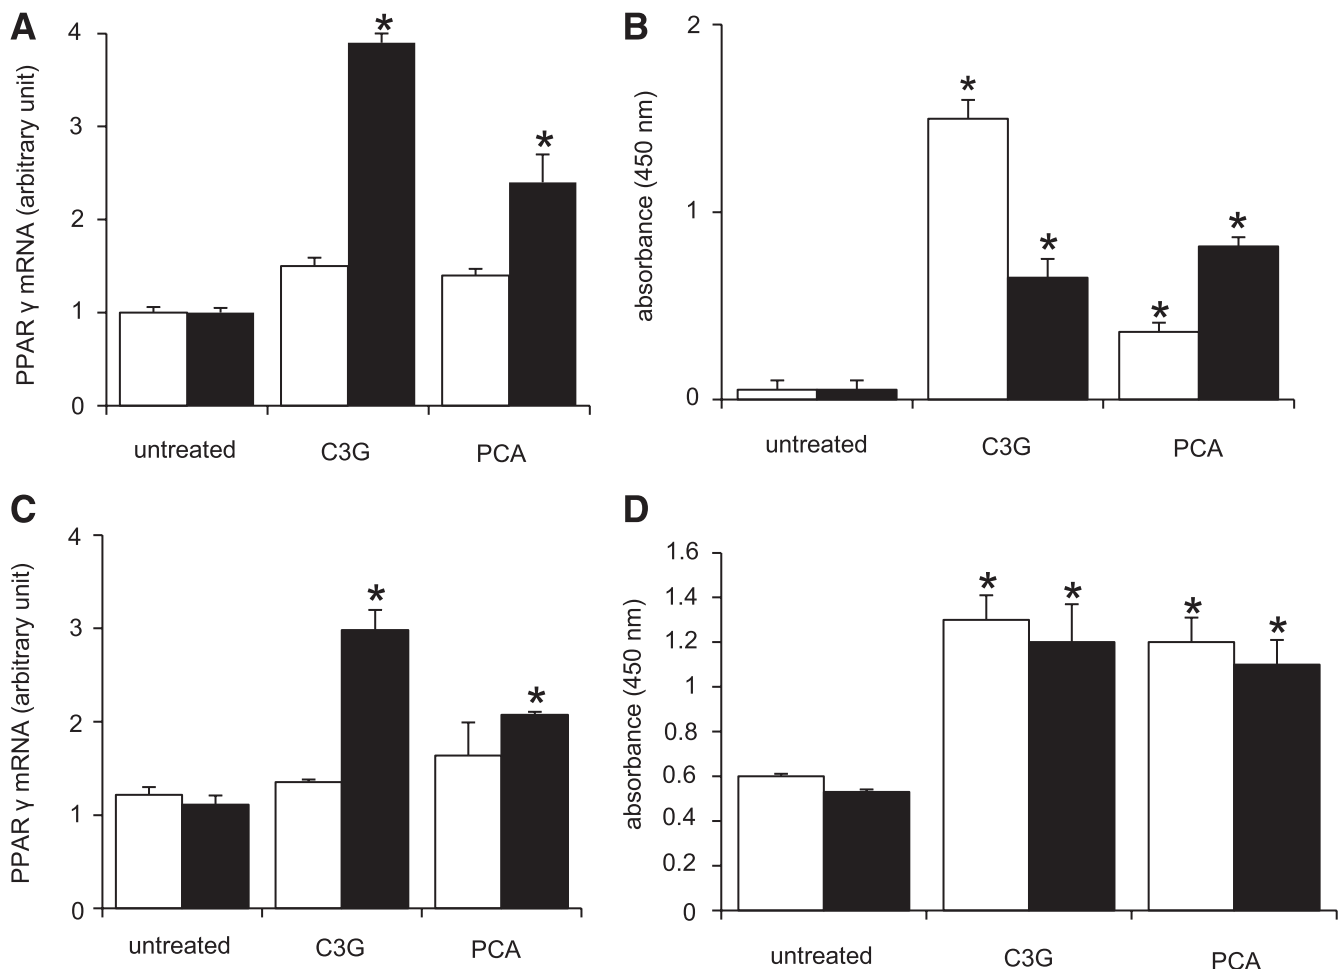 A
PPAR γ mRNA (arbitrary unit)
4
3
2
1
0
*
*
untreated
C3G
PCA
B
absorbance (450 nm)
2
1
0
*
*
*
*
untreated
C3G
PCA
C
PPAR γ mRNA (arbitrary unit)
4
3
2
1
0
*
*
untreated
C3G
PCA
D
absorbance (450 nm)
1.6
1.4
1.2
1
0.8
0.6
0.4
0.2
0
*
*
*
*
untreated
C3G
PCA